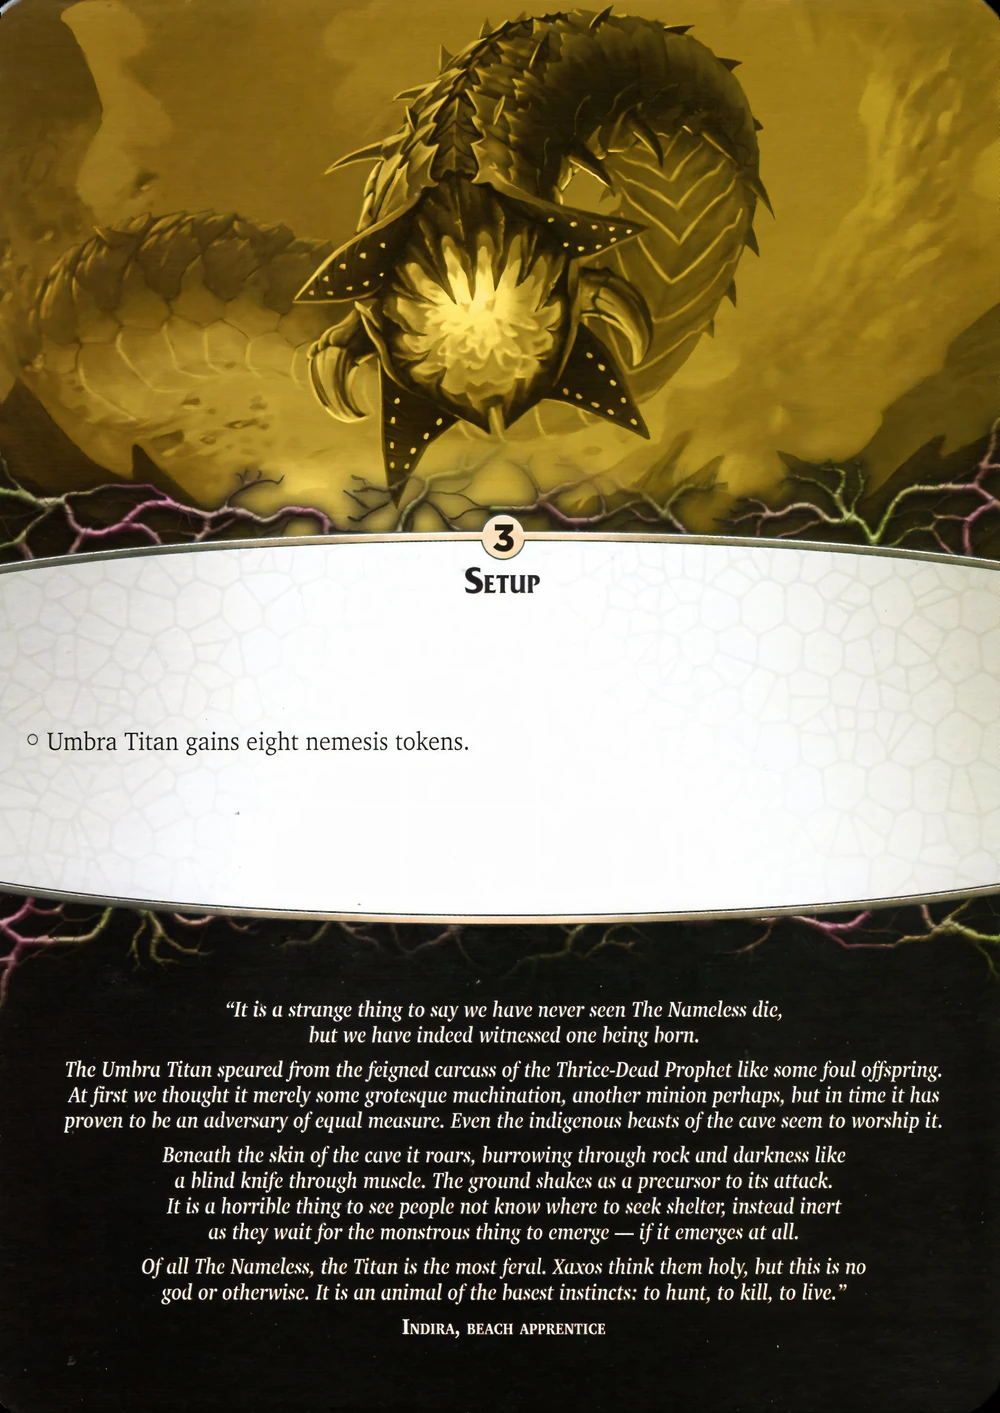 3
SETUP
○ Umbra Titan gains eight nemesis tokens.
“It is a strange thing to say we have never seen The Nameless die,
but we have indeed witnessed one being born.
The Umbra Titan speared from the feigned carcass of the Thrice-Dead Prophet like some foul offspring.
At first we thought it merely some grotesque machination, another minion perhaps, but in time it has
proven to be an adversary of equal measure. Even the indigenous beasts of the cave seem to worship it.
Beneath the skin of the cave it roars, burrowing through rock and darkness like
a blind knife through muscle. The ground shakes as a precursor to its attack.
It is a horrible thing to see people not know where to seek shelter, instead inert
as they wait for the monstrous thing to emerge — if it emerges at all.
Of all The Nameless, the Titan is the most feral. Xaxos think them holy, but this is no
god or otherwise. It is an animal of the basest instincts: to hunt, to kill, to live.”
INDIRA, BEACH APPRENTICE